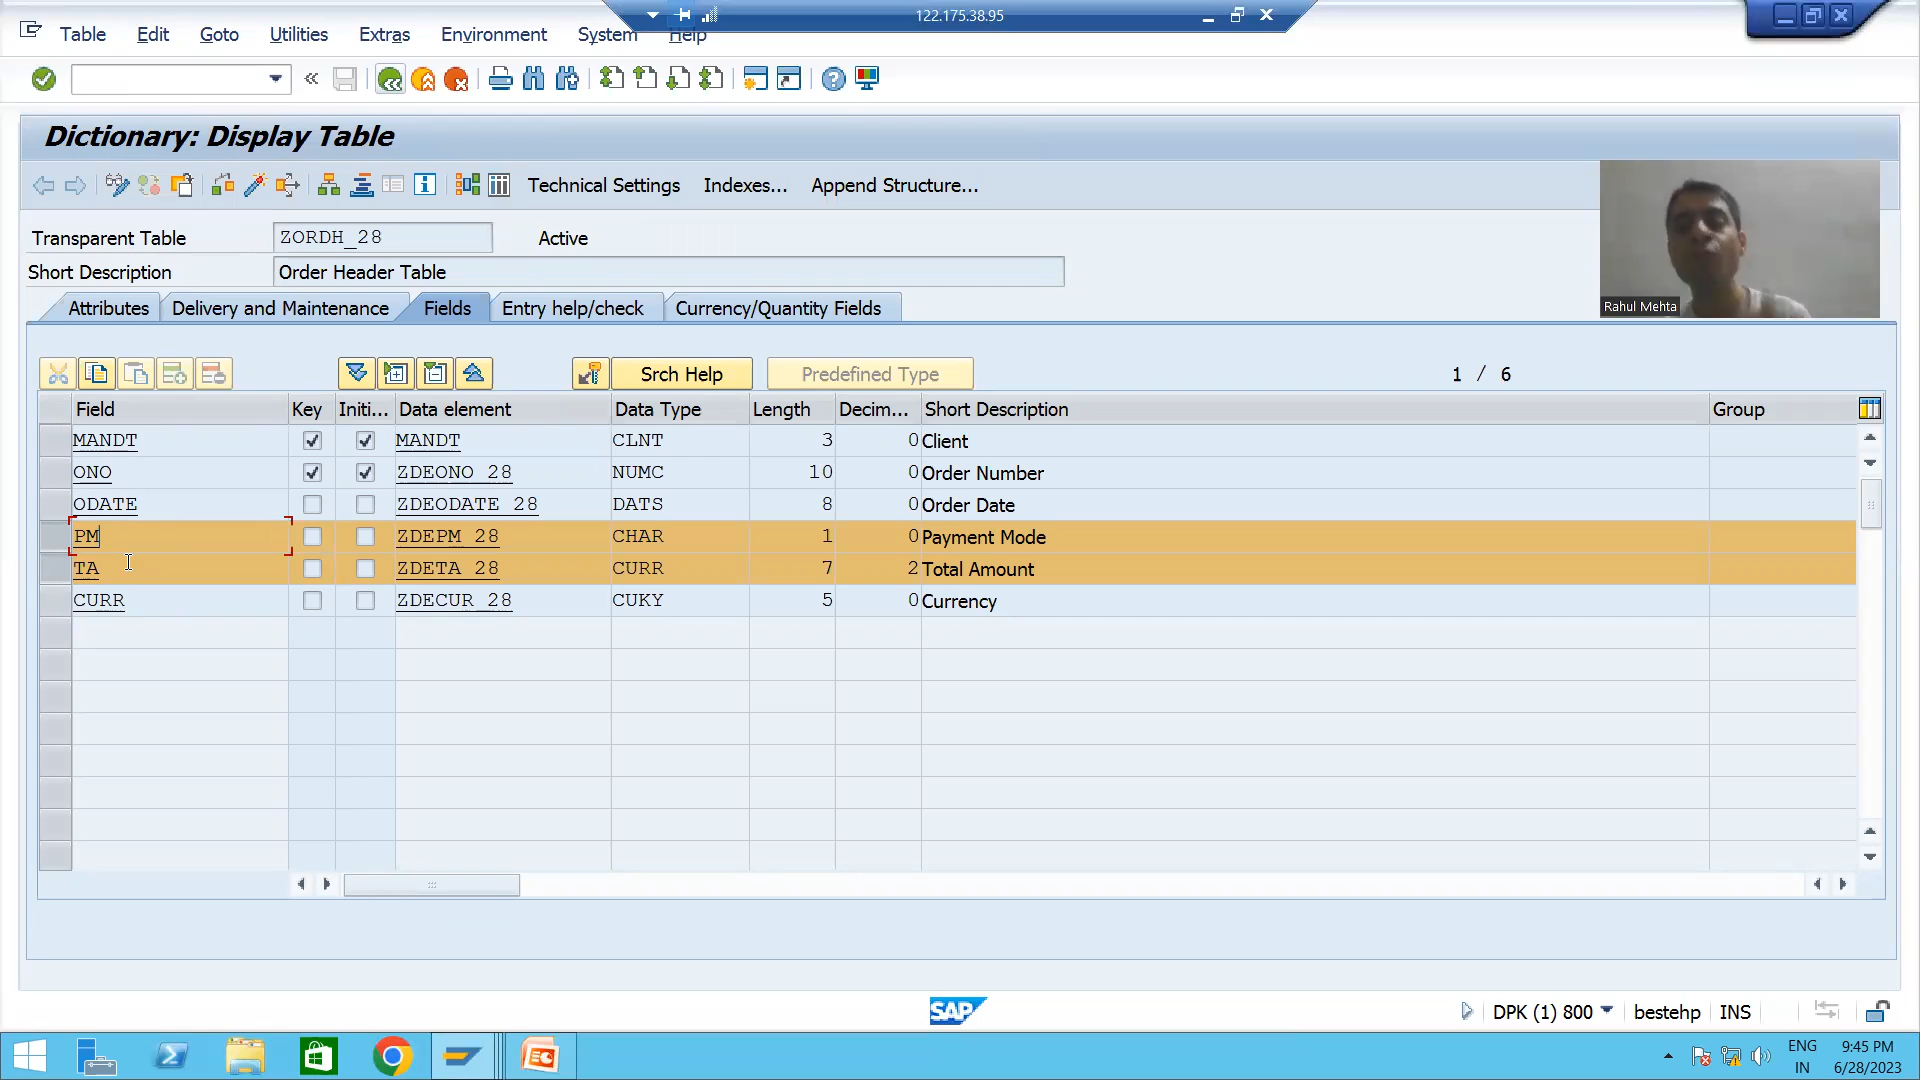 122.175.38.95
Table Edit Goto Utilities Extras Environment System Help
Dictionary: Display Table
Technical Settings Indexes... Append Structure...
Transparent Table ZORDH_28 Active
Short Description Order Header Table
Rahul Mehta
Attributes Delivery and Maintenance Fields Entry help/check Currency/Quantity Fields
Srch Help Predefined Type 1 / 6
Field Key Initi... Data element Data Type Length Decim... Short Description Group
MANDT MANDT CLNT 3 0 Client
ONO ZDEONO_28 NUMC 10 0 Order Number
ODATE ZDEODATE_28 DATS 8 0 Order Date
PM ZDEPM_28 CHAR 1 0 Payment Mode
TA ZDETA_28 CURR 7 2 Total Amount
CURR ZDECUR_28 CUKY 5 0 Currency
SAP DPK (1) 800 bestehp INS
ENG 9:45 PM
IN 6/28/2023